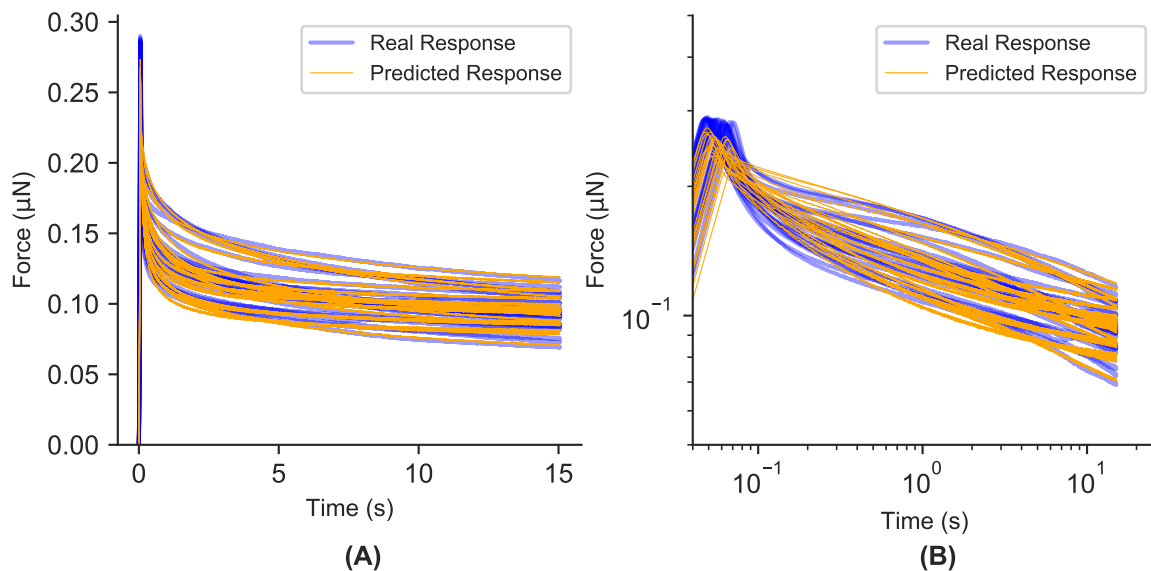 0.30
0.25
0.20
0.15
0.10
0.05
0.00
Force (μN)
0
5
10
15
Time (s)
Real Response
Predicted Response
(A)
Force (μN)
10⁻¹
10⁻¹
10⁰
10¹
Time (s)
Real Response
Predicted Response
(B)